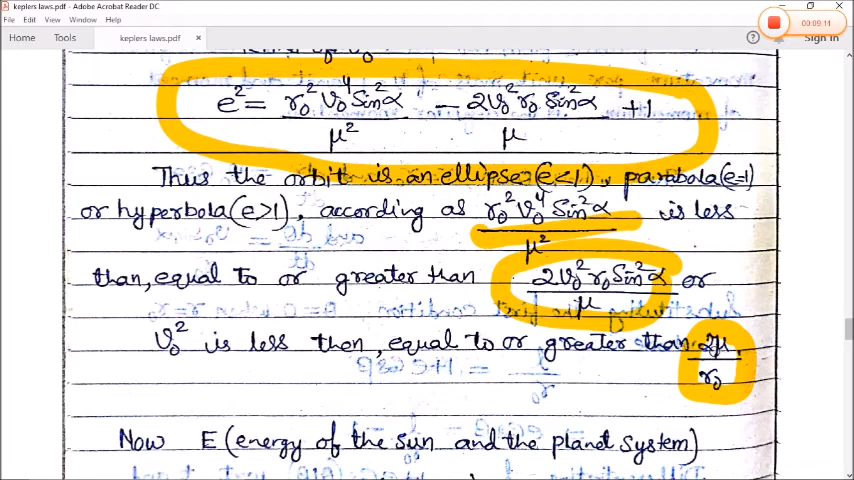 keplers laws.pdf - Adobe Acrobat Reader DC
File Edit View Window Help
00:09:11
Home Tools keplers laws.pdf × Sign In
e² = r₀²v₀⁴Sin²α/μ² − 2v₀²r₀Sin²α/μ + 1
Thus the orbit is an ellipse (e<1), parabola (e=1)
or hyperbola (e>1), according as r₀²v₀⁴Sin²α/μ² is less
than, equal to or greater than 2v₀²r₀Sin²α/μ or
v₀² is less then, equal to or greater than 2μ/r₀
Now E (energy of the sun and the planet system)